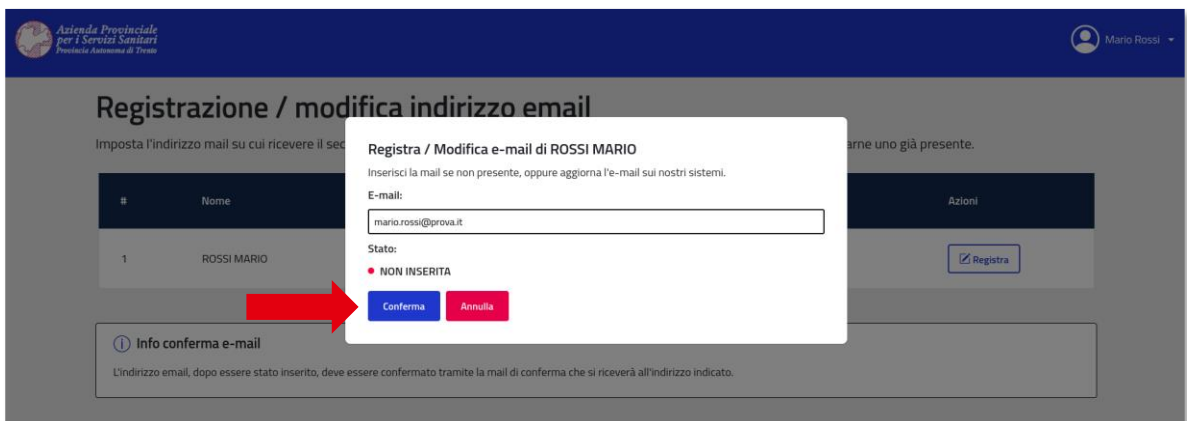 Azienda Provinciale
per i Servizi Sanitari
Provincia Autonoma di Trento
Mario Rossi
Registrazione / modifica indirizzo email
Imposta l'indirizzo mail su cui ricevere il sec
arne uno già presente.
Registra / Modifica e-mail di ROSSI MARIO
Inserisci la mail se non presente, oppure aggiorna l'e-mail sui nostri sistemi.
E-mail:
mario.rossi@prova.it
Stato:
NON INSERITA
Conferma Annulla
# Nome Azioni
1 ROSSI MARIO Registra
Info conferma e-mail
L'indirizzo email, dopo essere stato inserito, deve essere confermato tramite la mail di conferma che si riceverà all'indirizzo indicato.